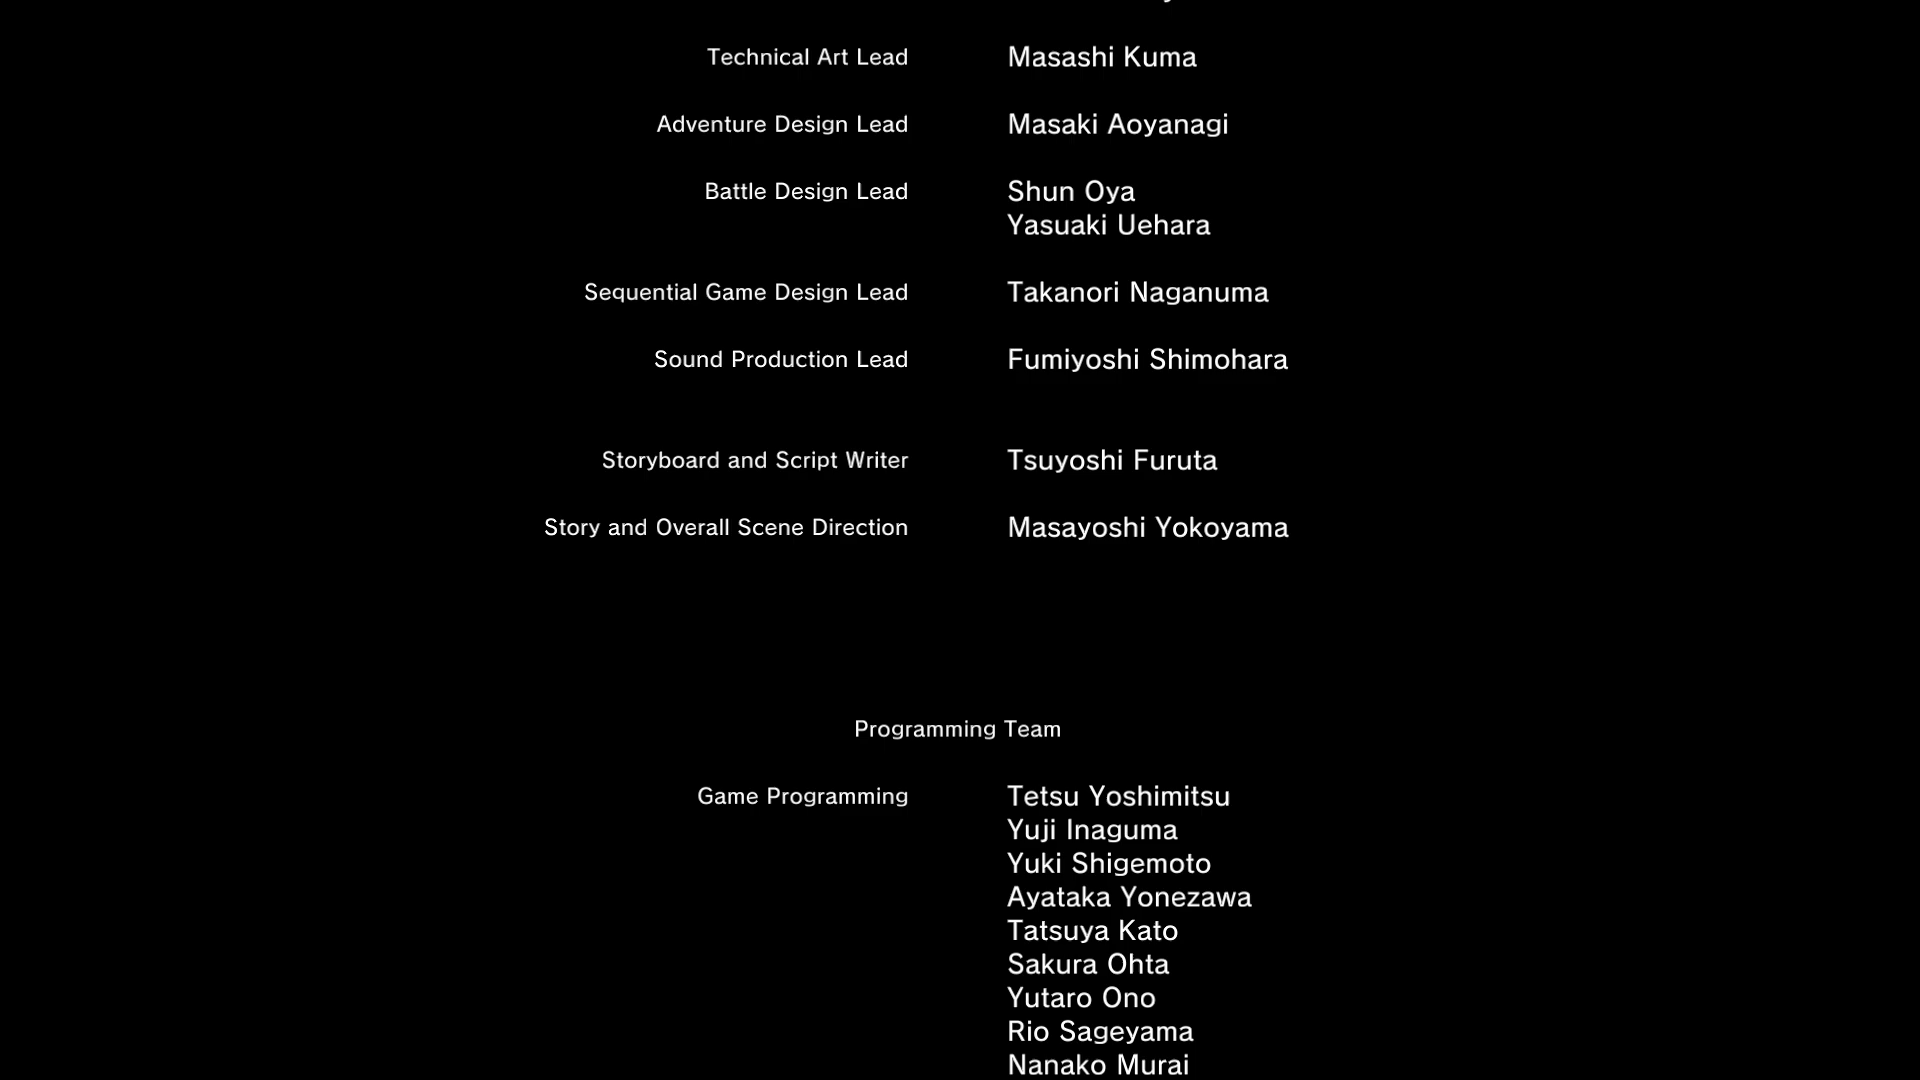 Technical Art Lead Masashi Kuma
Adventure Design Lead Masaki Aoyanagi
Battle Design Lead Shun Oya
Yasuaki Uehara
Sequential Game Design Lead Takanori Naganuma
Sound Production Lead Fumiyoshi Shimohara
Storyboard and Script Writer Tsuyoshi Furuta
Story and Overall Scene Direction Masayoshi Yokoyama
Programming Team
Game Programming Tetsu Yoshimitsu
Yuji Inaguma
Yuki Shigemoto
Ayataka Yonezawa
Tatsuya Kato
Sakura Ohta
Yutaro Ono
Rio Sageyama
Nanako Murai